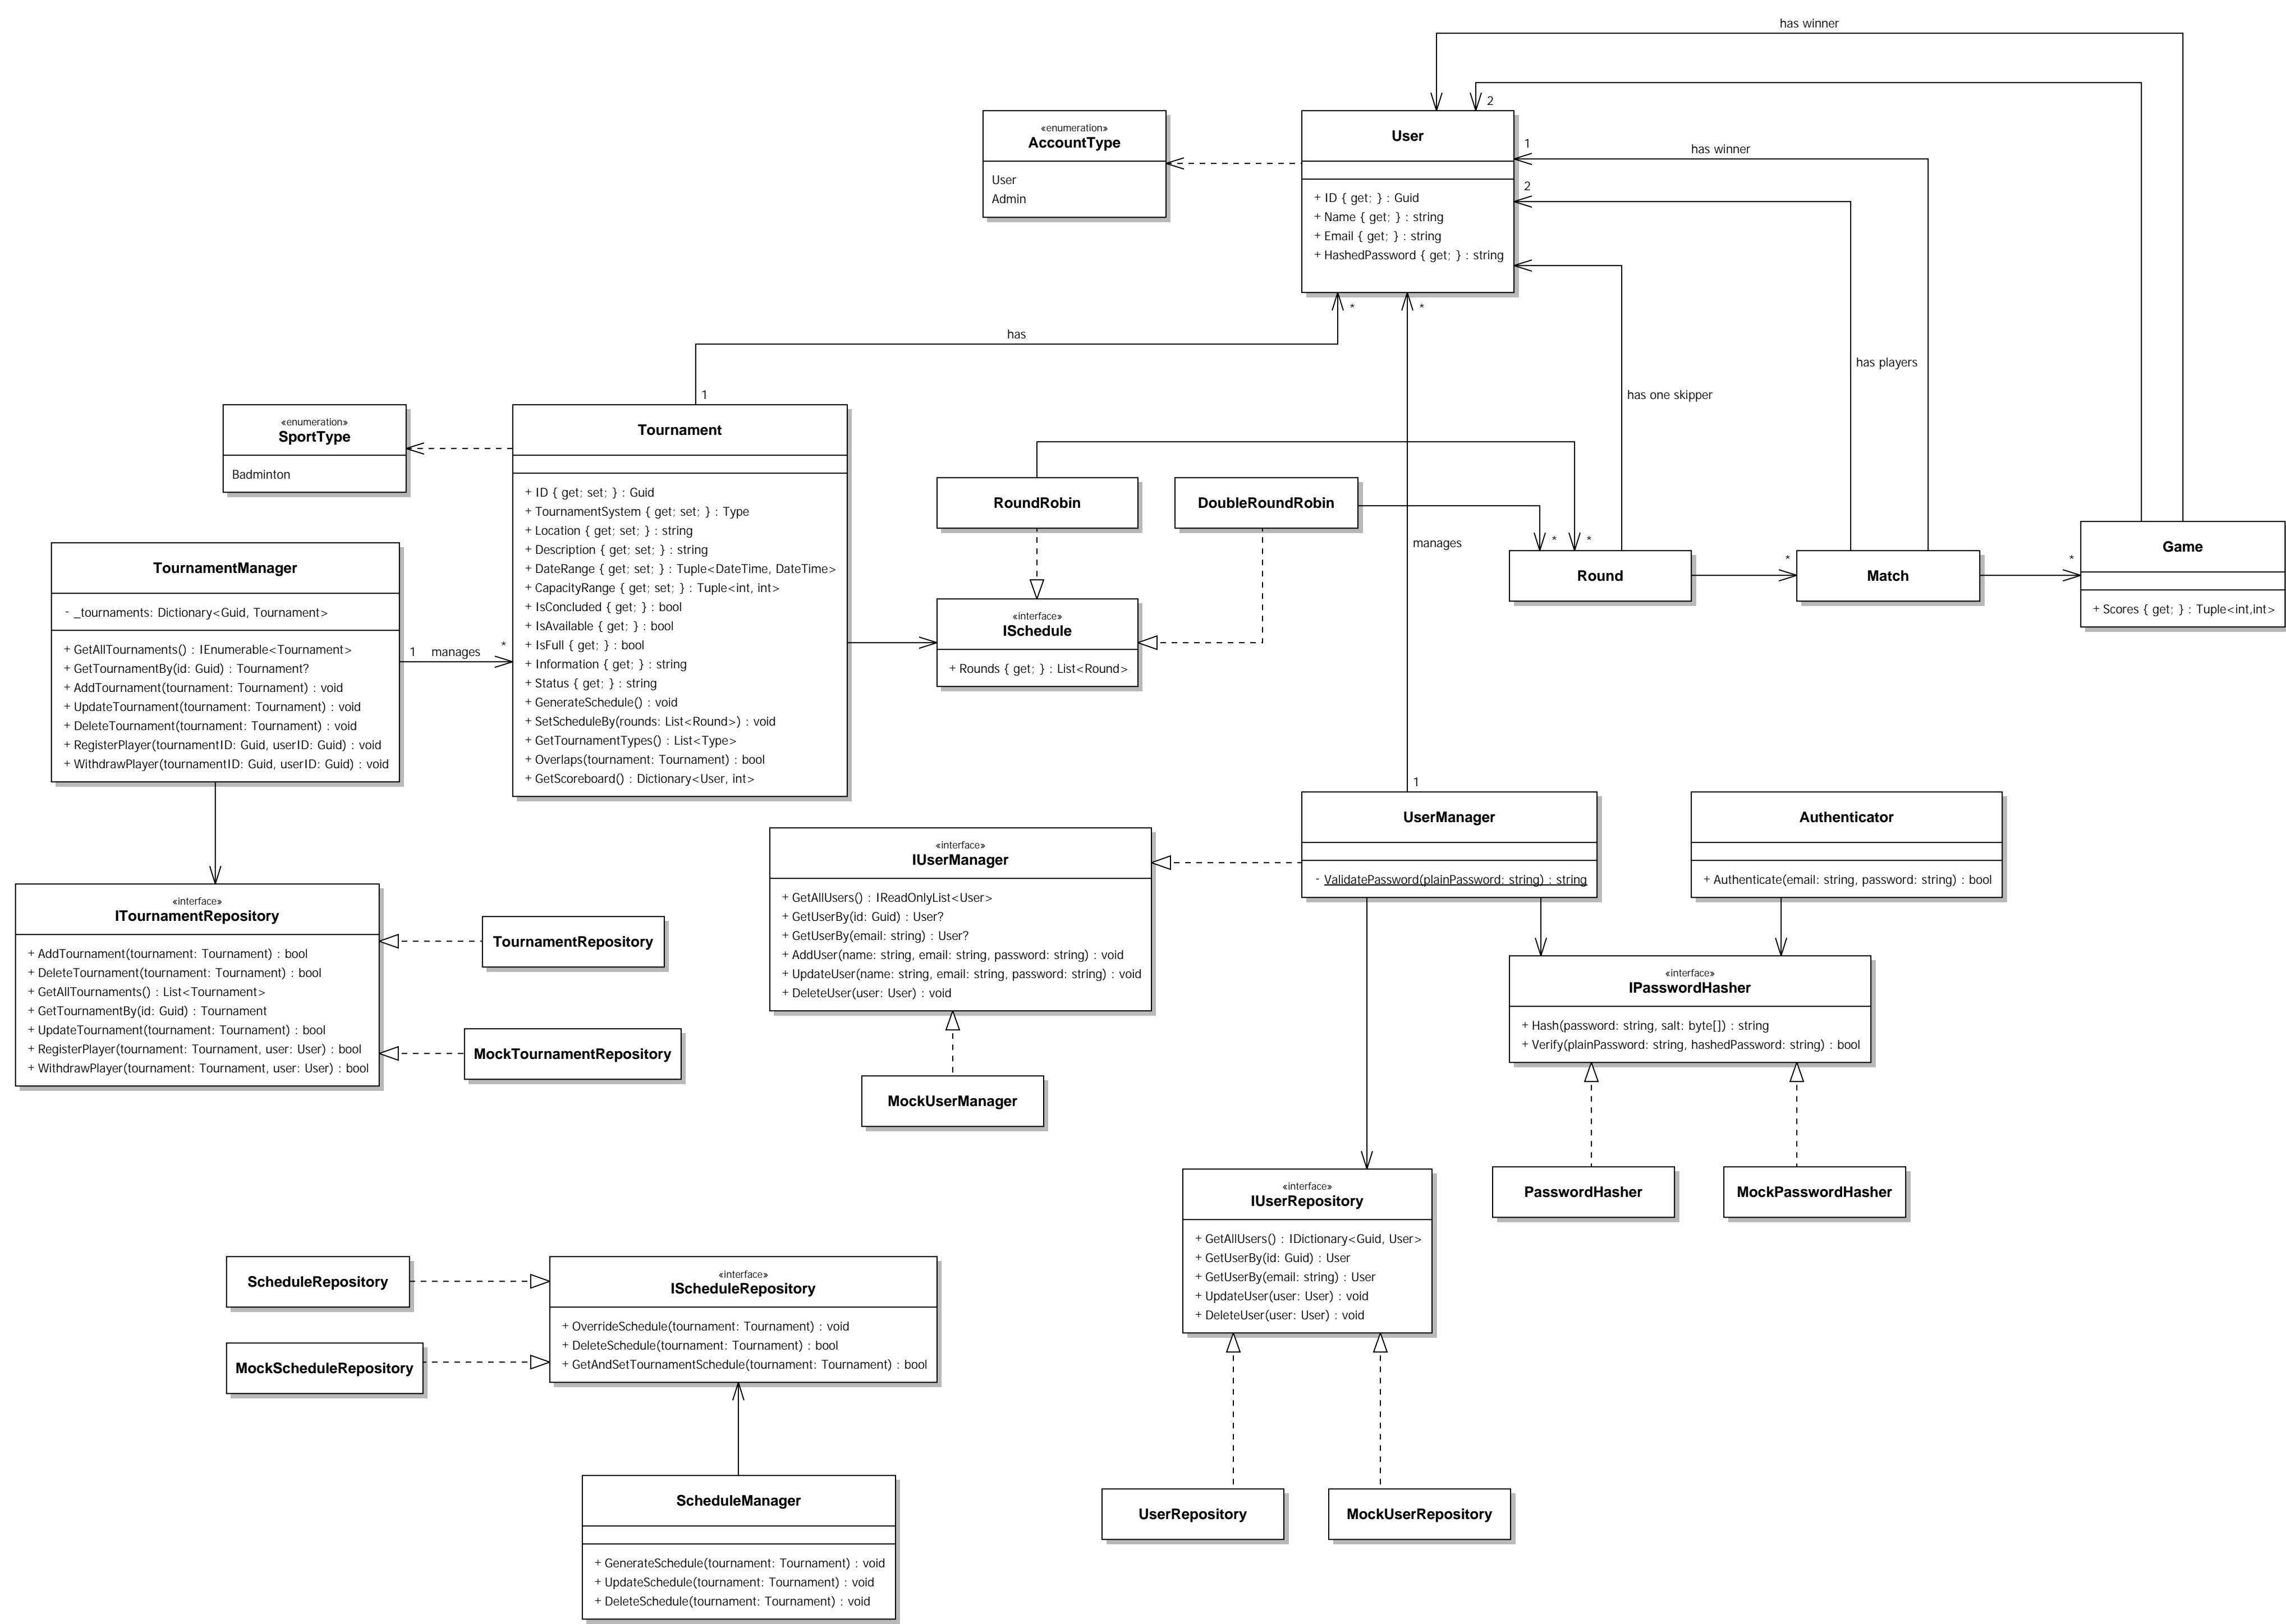 has winner
2
«enumeration»
AccountType
User
Admin
User
+ ID { get; } : Guid
+ Name { get; } : string
+ Email { get; } : string
+ HashedPassword { get; } : string
1
has winner
2
*
*
has
1
has one skipper
has players
«enumeration»
SportType
Badminton
Tournament
+ ID { get; set; } : Guid
+ TournamentSystem { get; set; } : Type
+ Location { get; set; } : string
+ Description { get; set; } : string
+ DateRange { get; set; } : Tuple<DateTime, DateTime>
+ CapacityRange { get; set; } : Tuple<int, int>
+ IsConcluded { get; } : bool
+ IsAvailable { get; } : bool
+ IsFull { get; } : bool
+ Information { get; } : string
+ Status { get; } : string
+ GenerateSchedule() : void
+ SetScheduleBy(rounds: List<Round>) : void
+ GetTournamentTypes() : List<Type>
+ Overlaps(tournament: Tournament) : bool
+ GetScoreboard() : Dictionary<User, int>
RoundRobin
DoubleRoundRobin
manages
*
*
Round
*
Match
*
Game
+ Scores { get; } : Tuple<int,int>
TournamentManager
- _tournaments: Dictionary<Guid, Tournament>
+ GetAllTournaments() : IEnumerable<Tournament>
+ GetTournamentBy(id: Guid) : Tournament?
+ AddTournament(tournament: Tournament) : void
+ UpdateTournament(tournament: Tournament) : void
+ DeleteTournament(tournament: Tournament) : void
+ RegisterPlayer(tournamentID: Guid, userID: Guid) : void
+ WithdrawPlayer(tournamentID: Guid, userID: Guid) : void
1
manages
*
«interface»
ISchedule
+ Rounds { get; } : List<Round>
1
UserManager
- ValidatePassword(plainPassword: string) : string
Authenticator
+ Authenticate(email: string, password: string) : bool
«interface»
IUserManager
+ GetAllUsers() : IReadOnlyList<User>
+ GetUserBy(id: Guid) : User?
+ GetUserBy(email: string) : User?
+ AddUser(name: string, email: string, password: string) : void
+ UpdateUser(name: string, email: string, password: string) : void
+ DeleteUser(user: User) : void
«interface»
ITournamentRepository
+ AddTournament(tournament: Tournament) : bool
+ DeleteTournament(tournament: Tournament) : bool
+ GetAllTournaments() : List<Tournament>
+ GetTournamentBy(id: Guid) : Tournament
+ UpdateTournament(tournament: Tournament) : bool
+ RegisterPlayer(tournament: Tournament, user: User) : bool
+ WithdrawPlayer(tournament: Tournament, user: User) : bool
TournamentRepository
MockTournamentRepository
MockUserManager
«interface»
IPasswordHasher
+ Hash(password: string, salt: byte[]) : string
+ Verify(plainPassword: string, hashedPassword: string) : bool
PasswordHasher
MockPasswordHasher
«interface»
IUserRepository
+ GetAllUsers() : IDictionary<Guid, User>
+ GetUserBy(id: Guid) : User
+ GetUserBy(email: string) : User
+ UpdateUser(user: User) : void
+ DeleteUser(user: User) : void
ScheduleRepository
MockScheduleRepository
«interface»
IScheduleRepository
+ OverrideSchedule(tournament: Tournament) : void
+ DeleteSchedule(tournament: Tournament) : bool
+ GetAndSetTournamentSchedule(tournament: Tournament) : bool
ScheduleManager
+ GenerateSchedule(tournament: Tournament) : void
+ UpdateSchedule(tournament: Tournament) : void
+ DeleteSchedule(tournament: Tournament) : void
UserRepository
MockUserRepository